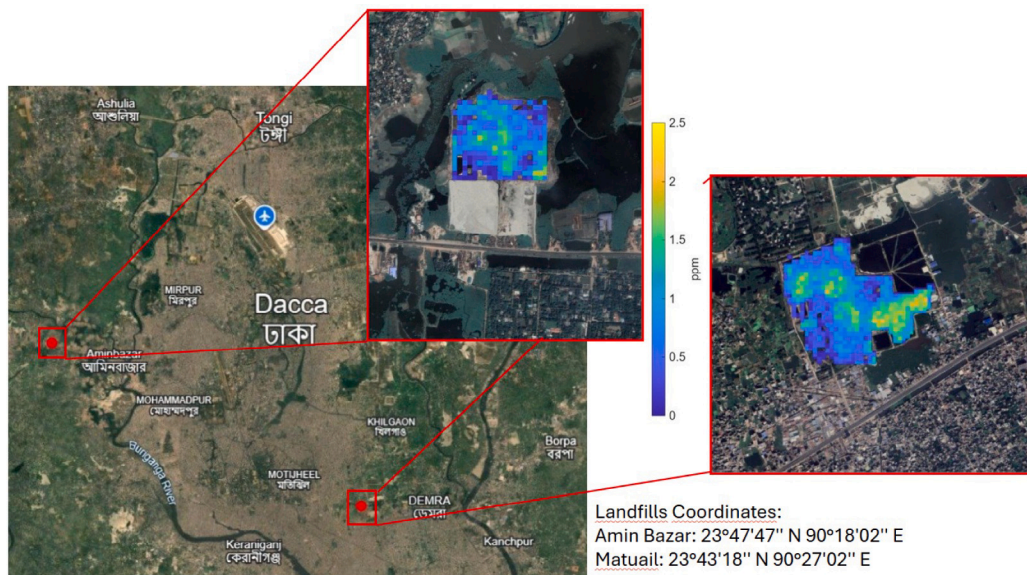 Ashulia
আশুলিয়া
Tongi
টঙ্গী
MIRPUR
মিরপুর
Dacca
ঢাকা
Aminbazar
আমিনবাজার
MOHAMMADPUR
মোহাম্মদপুর
Buriganga River
KHILGAON
খিলগাঁও
Borpa
বরপা
MOTIJHEEL
মতিঝিল
DEMRA
ডেমরা
Keraniganj
কেরানীগঞ্জ
Kanchpur
2.5
2
1.5
1
0.5
0
ppm
Landfills Coordinates:
Amin Bazar: 23°47'47'' N 90°18'02'' E
Matuail: 23°43'18'' N 90°27'02'' E